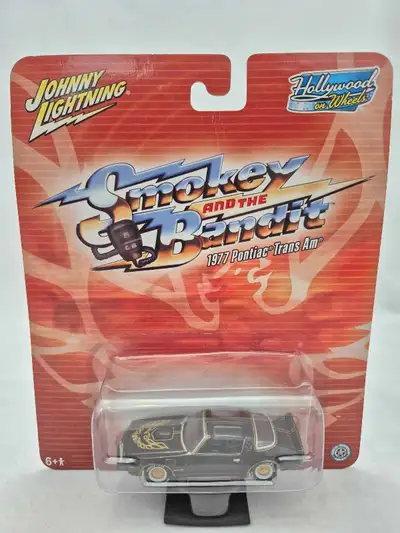 JOHNNY
LIGHTNING
Hollywood
on Wheels
Smokey
AND THE
Bandit
1977 Pontiac® Trans Am®
6+